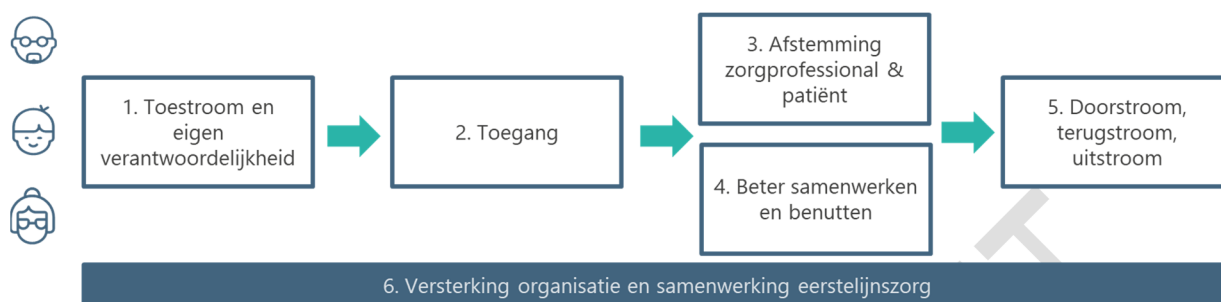 1. Toestroom en
eigen
verantwoordelijkheid
2. Toegang
3. Afstemming
zorgprofessional &
patiënt
4. Beter samenwerken
en benutten
5. Doorstroom,
terugstroom,
uitstroom
6. Versterking organisatie en samenwerking eerstelijnszorg